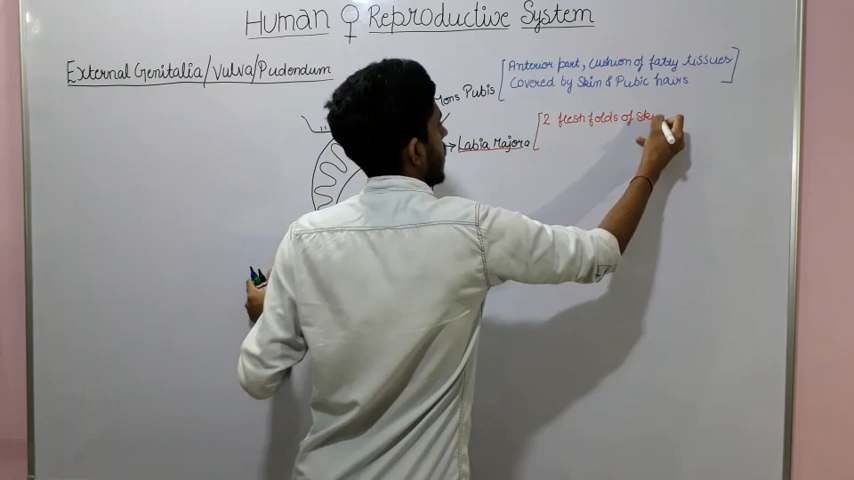 Human ♀ Reproductive System
External Genitalia/Vulva/Pudendum
Mons Pubis [Anterior part, cushion of fatty tissues
Covered by Skin & Pubic hairs]
→ Labia Majora [2 flesh folds of